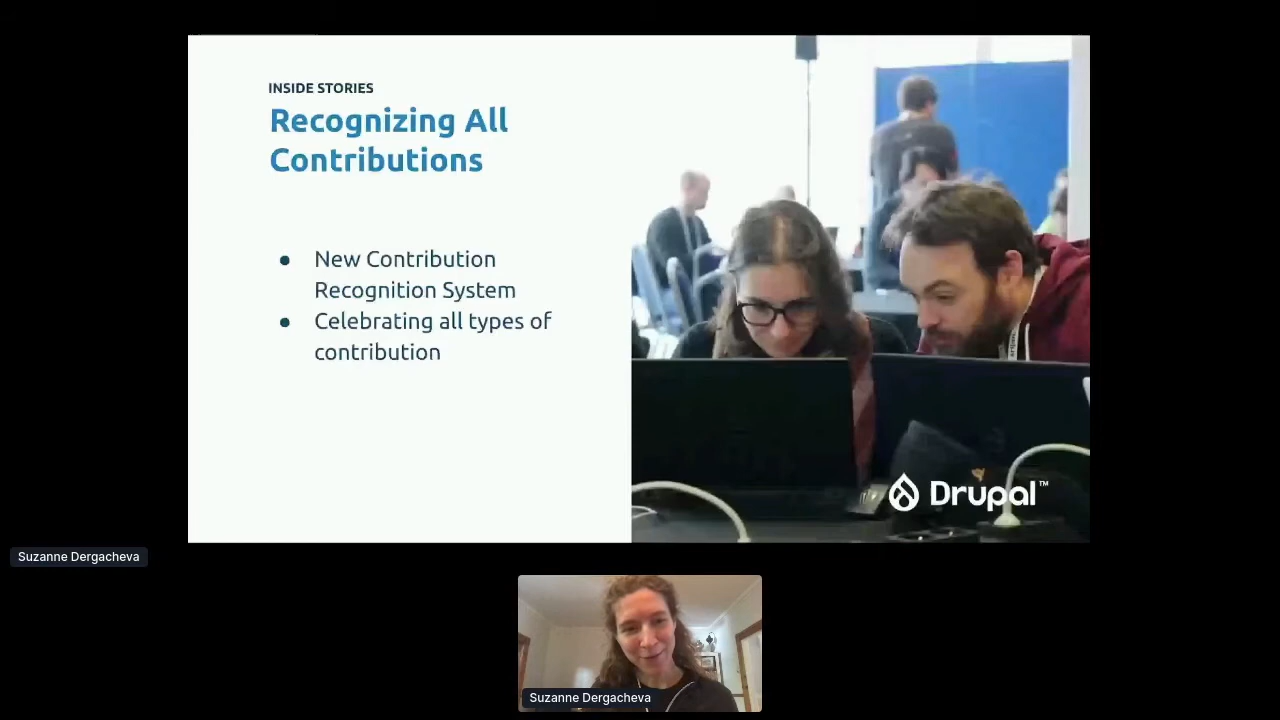 INSIDE STORIES
Recognizing All
Contributions
● New Contribution
Recognition System
● Celebrating all types of
contribution
Drupal™
Suzanne Dergacheva
Suzanne Dergacheva